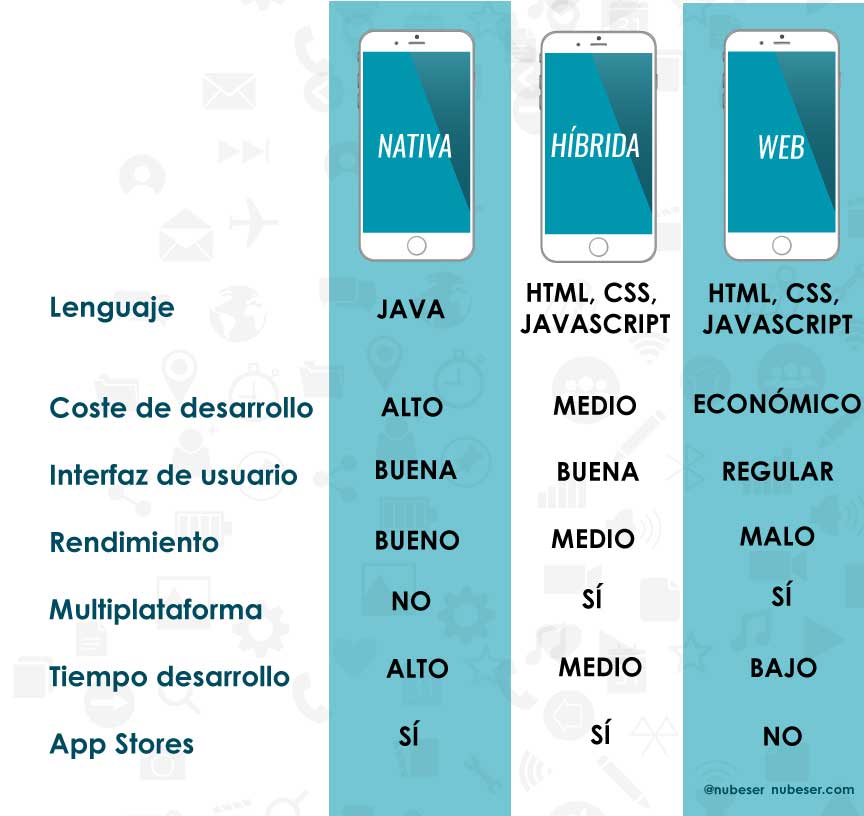 NATIVA HÍBRIDA WEB
Lenguaje JAVA HTML, CSS, JAVASCRIPT HTML, CSS, JAVASCRIPT
Coste de desarrollo ALTO MEDIO ECONÓMICO
Interfaz de usuario BUENA BUENA REGULAR
Rendimiento BUENO MEDIO MALO
Multiplataforma NO SÍ SÍ
Tiempo desarrollo ALTO MEDIO BAJO
App Stores SÍ SÍ NO
@nubeser nubeser.com